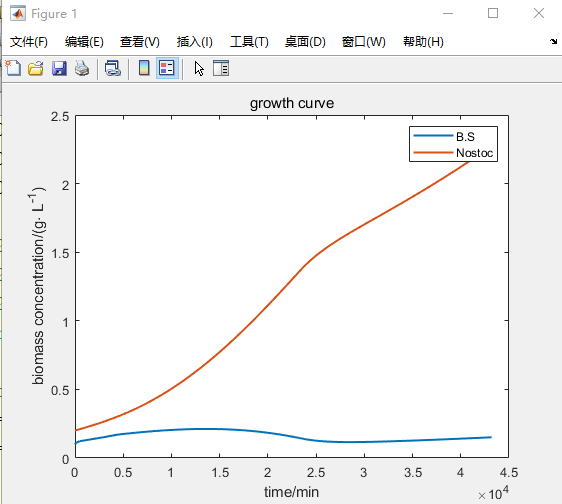 Figure 1
文件(F) 编辑(E) 查看(V) 插入(I) 工具(T) 桌面(D) 窗口(W) 帮助(H)
growth curve
B.S
Nostoc
biomass concentration/(g· L⁻¹)
2.5
2
1.5
1
0.5
0
0 0.5 1 1.5 2 2.5 3 3.5 4 4.5
×10⁴
time/min